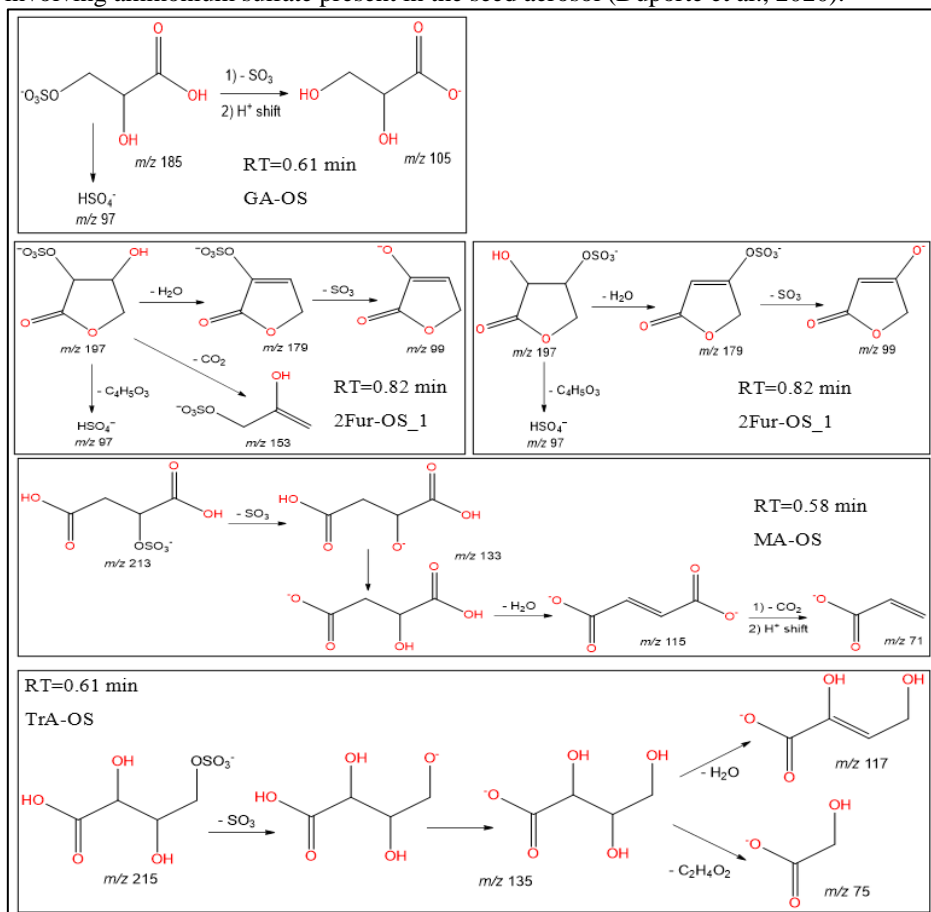 involving ammonium sulfate present in the seed aerosol (Duporté et al., 2020).
O
⁻O₃SO
OH
OH
m/z 185
1) - SO₃
2) H⁺ shift
HO
O
O⁻
OH
m/z 105
HSO₄⁻
m/z 97
RT=0.61 min
GA-OS
⁻O₃SO
OH
O
O
m/z 197
- H₂O
⁻O₃SO
O
O
m/z 179
- SO₃
⁻O
O
O
m/z 99
- CO₂
- C₄H₅O₃
HSO₄⁻
m/z 97
OH
⁻O₃SO
m/z 153
RT=0.82 min
2Fur-OS_1
HO
OSO₃⁻
O
O
m/z 197
- H₂O
OSO₃⁻
O
O
m/z 179
- SO₃
O⁻
O
O
m/z 99
- C₄H₅O₃
HSO₄⁻
m/z 97
RT=0.82 min
2Fur-OS_1
O
HO
OH
O
OSO₃⁻
m/z 213
- SO₃
O
HO
OH
O
O⁻
m/z 133
RT=0.58 min
MA-OS
O
⁻O
OH
O
OH
- H₂O
O
⁻O
O⁻
O
m/z 115
1) - CO₂
2) H⁺ shift
⁻O
O
m/z 71
RT=0.61 min
TrA-OS
OH
OSO₃⁻
HO
O
OH
m/z 215
- SO₃
OH
O⁻
HO
O
OH
OH
OH
⁻O
O
OH
m/z 135
- H₂O
OH
OH
⁻O
O
m/z 117
- C₂H₄O₂
OH
⁻O
O
m/z 75